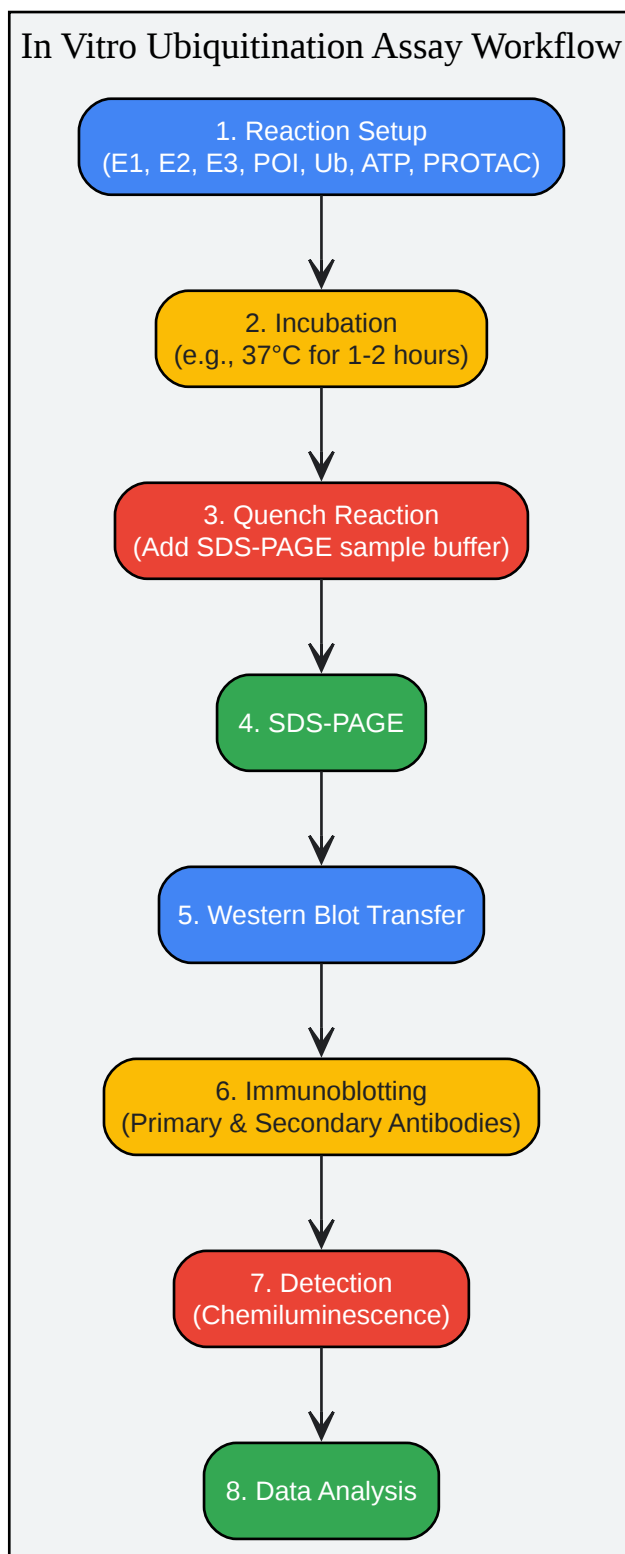 In Vitro Ubiquitination Assay Workflow
1. Reaction Setup
(E1, E2, E3, POI, Ub, ATP, PROTAC)
2. Incubation
(e.g., 37°C for 1-2 hours)
3. Quench Reaction
(Add SDS-PAGE sample buffer)
4. SDS-PAGE
5. Western Blot Transfer
6. Immunoblotting
(Primary & Secondary Antibodies)
7. Detection
(Chemiluminescence)
8. Data Analysis